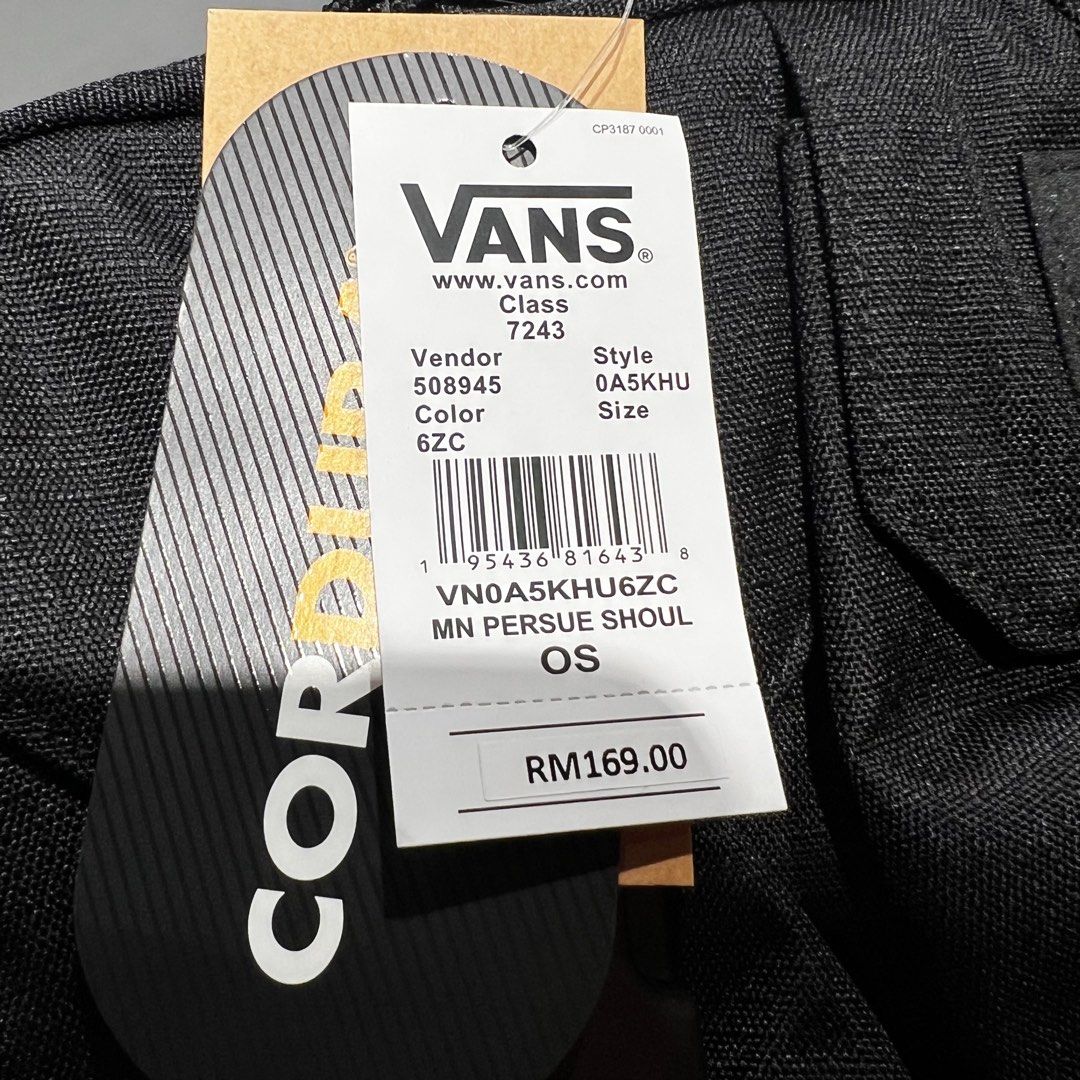 CP3187 0001
VANS®
www.vans.com
Class
7243
Vendor Style
508945 0A5KHU
Color Size
6ZC
1 95436 81643 8
VN0A5KHU6ZC
MN PERSUE SHOUL
OS
RM169.00
CORDURA